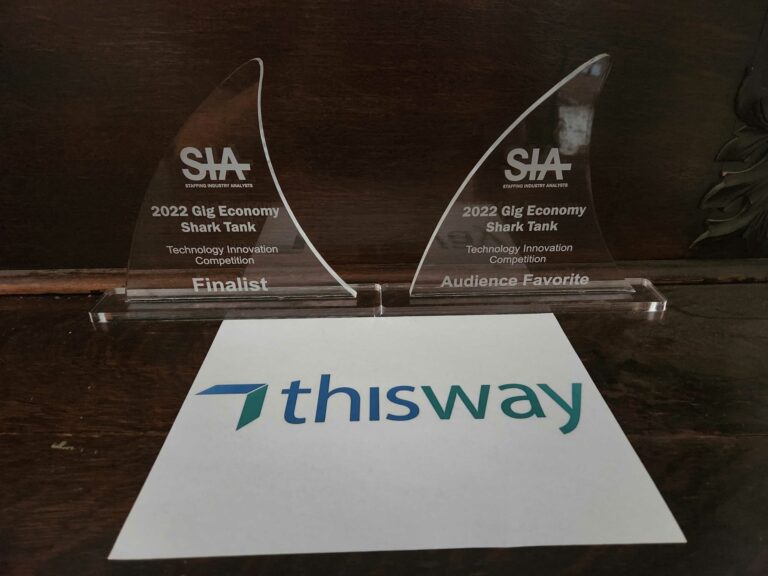 SIA
STAFFING INDUSTRY ANALYSTS
2022 Gig Economy
Shark Tank
Technology Innovation
Competition
Finalist
SIA
STAFFING INDUSTRY ANALYSTS
2022 Gig Economy
Shark Tank
Technology Innovation
Competition
Audience Favorite
thisway